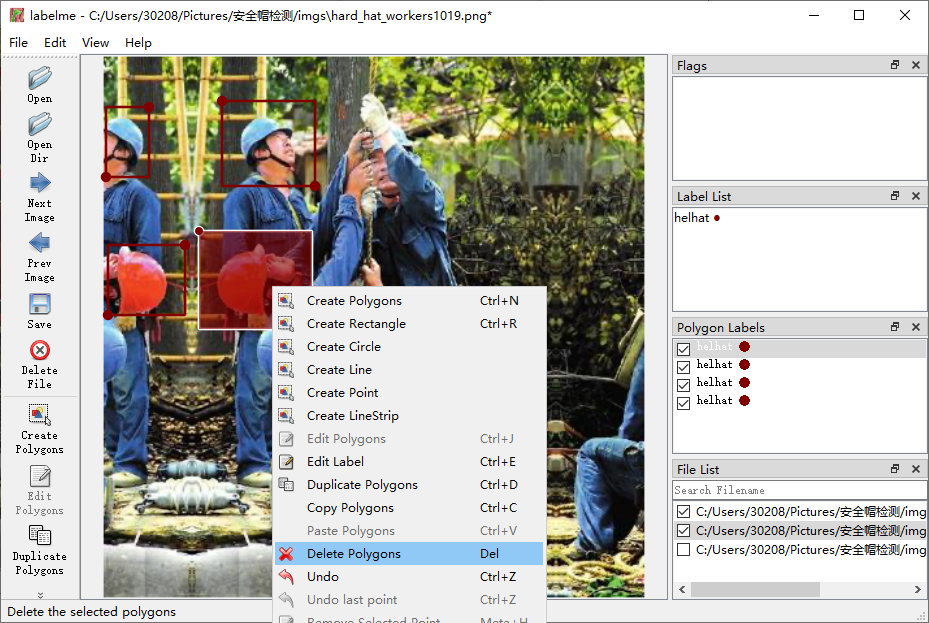 labelme - C:/Users/30208/Pictures/安全帽检测/imgs\hard_hat_workers1019.png*
File Edit View Help
Open
Open
Dir
Next
Image
Prev
Image
Save
Delete
File
Create
Polygons
Edit
Polygons
Duplicate
Polygons
Create Polygons Ctrl+N
Create Rectangle Ctrl+R
Create Circle
Create Line
Create Point
Create LineStrip
Edit Polygons Ctrl+J
Edit Label Ctrl+E
Duplicate Polygons Ctrl+D
Copy Polygons Ctrl+C
Paste Polygons Ctrl+V
Delete Polygons Del
Undo Ctrl+Z
Undo last point Ctrl+Z
Remove Selected Point Meta+H
Flags
Label List
helhat
Polygon Labels
helhat
helhat
helhat
helhat
File List
Search Filename
C:/Users/30208/Pictures/安全帽检测/img
C:/Users/30208/Pictures/安全帽检测/img
C:/Users/30208/Pictures/安全帽检测/img
Delete the selected polygons